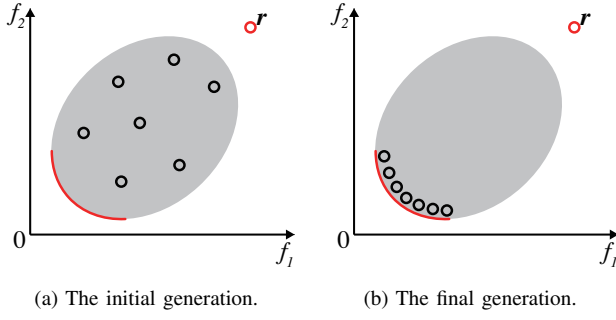 f2 r
0 f1
(a) The initial generation.
f2 r
0 f1
(b) The final generation.